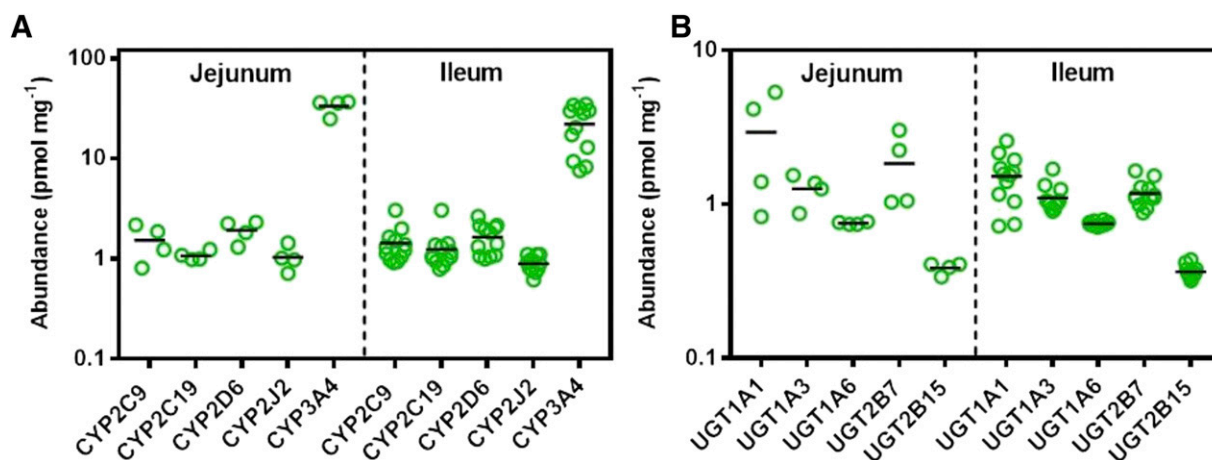 A
Abundance (pmol mg-1)
100
10
1
0.1
Jejunum
Ileum
CYP2C9
CYP2C19
CYP2D6
CYP2J2
CYP3A4
CYP2C9
CYP2C19
CYP2D6
CYP2J2
CYP3A4
B
Abundance (pmol mg-1)
10
1
0.1
Jejunum
Ileum
UGT1A1
UGT1A3
UGT1A6
UGT2B7
UGT2B15
UGT1A1
UGT1A3
UGT1A6
UGT2B7
UGT2B15